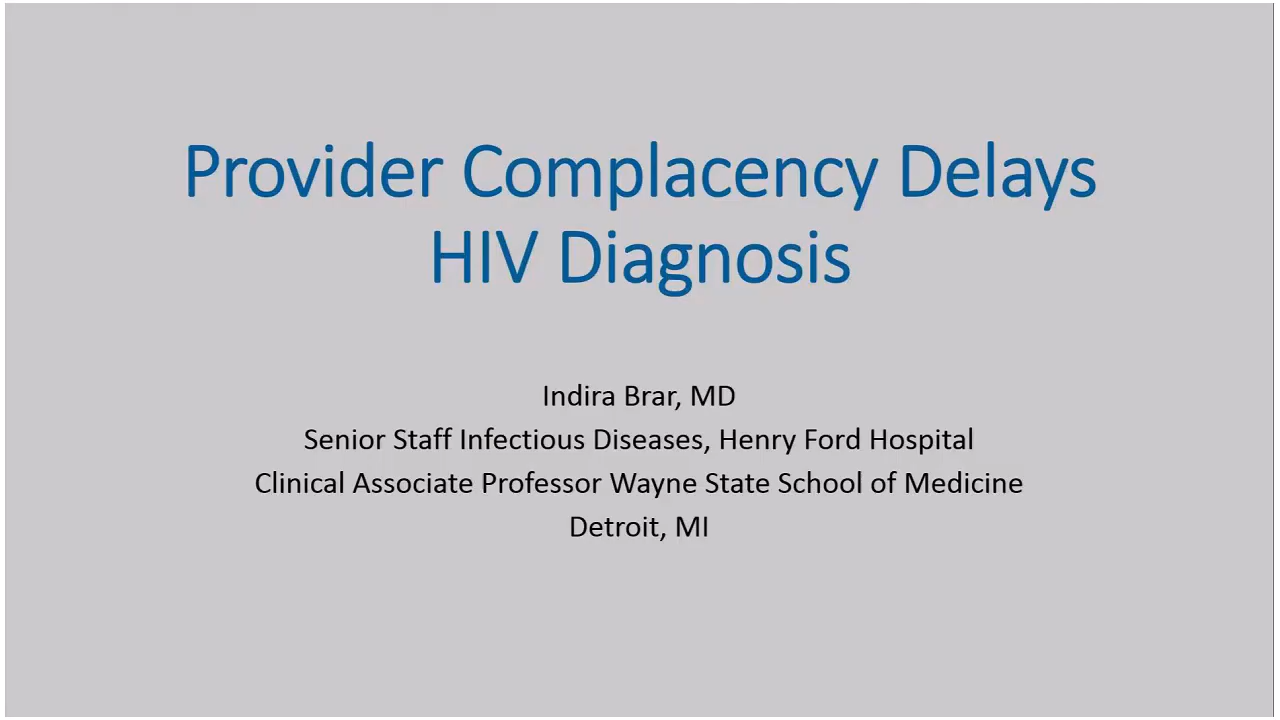 Provider Complacency Delays
HIV Diagnosis
Indira Brar, MD
Senior Staff Infectious Diseases, Henry Ford Hospital
Clinical Associate Professor Wayne State School of Medicine
Detroit, MI